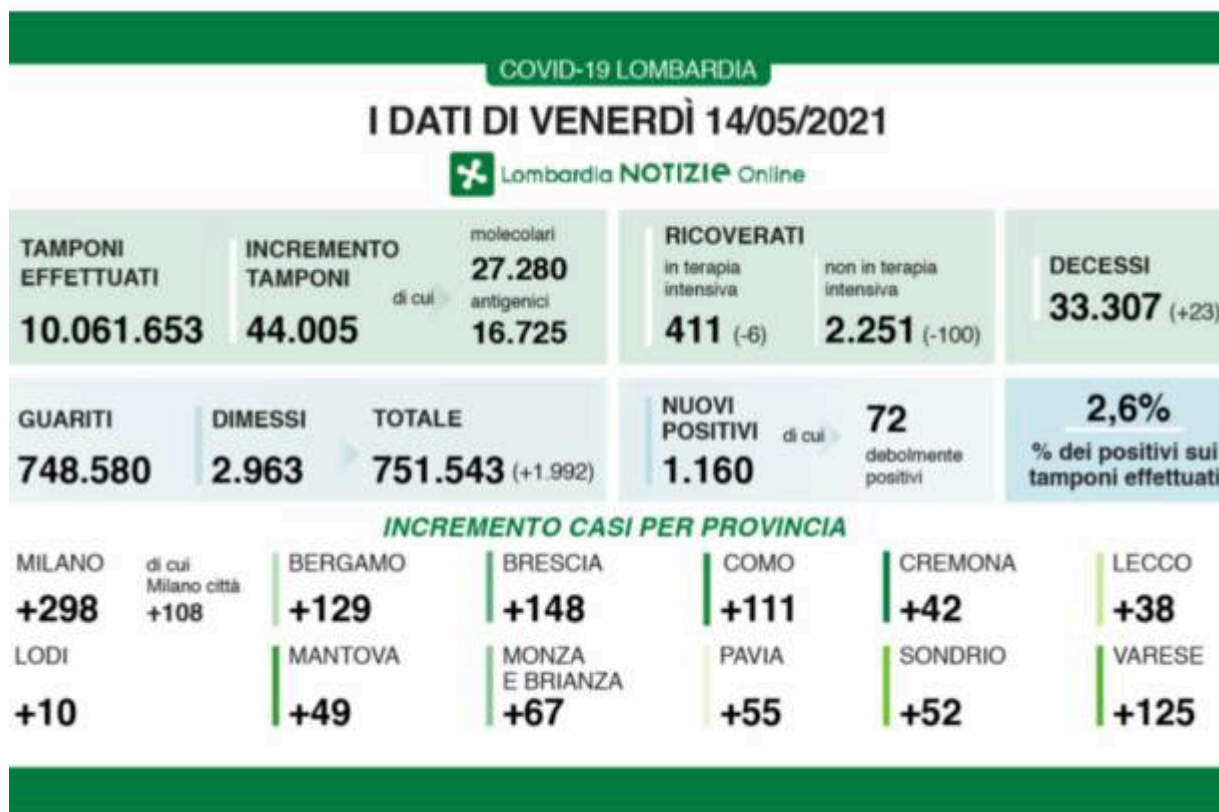 COVID-19 LOMBARDIA
I DATI DI VENERDÌ 14/05/2021
Lombardia NOTIZIE Online
TAMPONI
EFFETTUATI
10.061.653
INCREMENTO
TAMPONI
44.005
di cui
molecolari
27.280
antigenici
16.725
RICOVERATI
in terapia
intensiva
411 (-6)
non in terapia
intensiva
2.251 (-100)
DECESSI
33.307 (+23)
GUARITI
748.580
DIMESSI
2.963
TOTALE
751.543 (+1.992)
NUOVI
POSITIVI
1.160
di cui
72
debolmente
positivi
2,6%
% dei positivi sui
tamponi effettuati
INCREMENTO CASI PER PROVINCIA
MILANO
+298
di cui
Milano città
+108
BERGAMO
+129
BRESCIA
+148
COMO
+111
CREMONA
+42
LECCO
+38
LODI
+10
MANTOVA
+49
MONZA
E BRIANZA
+67
PAVIA
+55
SONDRIO
+52
VARESE
+125